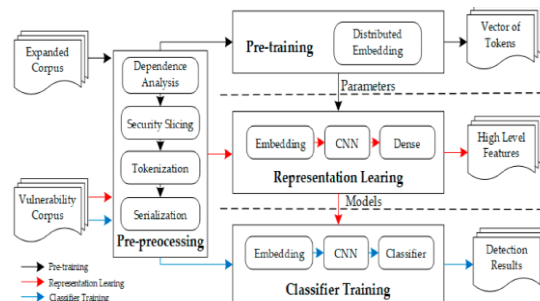 Expanded
Corpus
Vulnerability
Corpus
Dependence
Analysis
Security Slicing
Tokenization
Serialization
Pre-preocessing
Pre-training
Distributed
Embedding
Vector of
Tokens
Parameters
Embedding
CNN
Dense
Representation Learing
High Level
Features
Models
Embedding
CNN
Classifier
Classifier Training
Detection
Results
Pre-training
Representation Learing
Classifier Training